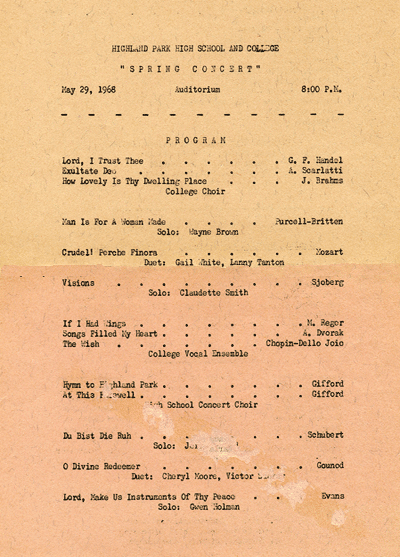 HIGHLAND PARK HIGH SCHOOL AND COLLEGE
"SPRING CONCERT"
May 29, 1968 Auditorium 8:00 P.M.
PROGRAM
Lord, I Trust Thee . . . . . . G. F. Handel
Exultate Deo . . . . . . . A. Scarlatti
How Lovely Is Thy Dwelling Place . . . J. Brahms
College Choir
Man Is For A Woman Made . . . . . Purcell-Britten
Solo: Wayne Brown
Crudel! Perche Finora . . . . . . Mozart
Duet: Gail White, Lanny Tanton
Visions . . . . . . . . . Sjoberg
Solo: Claudette Smith
If I Had Wings . . . . . . . M. Reger
Songs Filled My Heart . . . . . . A. Dvorak
The Wish . . . . . . . Chopin-Dello Joio
College Vocal Ensemble
Hymn to Highland Park . . . . . . Gifford
At This Farewell . . . . . . . Gifford
School Concert Choir
Du Bist Die Ruh . . . . . . . Schubert
Solo:
O Divine Redeemer . . . . . . . Gounod
Duet: Cheryl Moore, Victor
Lord, Make Us Instruments Of Thy Peace . . Evans
Solo: Gwen Holman